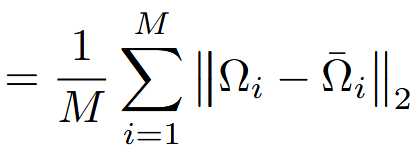 = \frac{1}{M} \sum_{i=1}^{M} \left\| \Omega_i - \bar{\Omega}_i \right\|_2